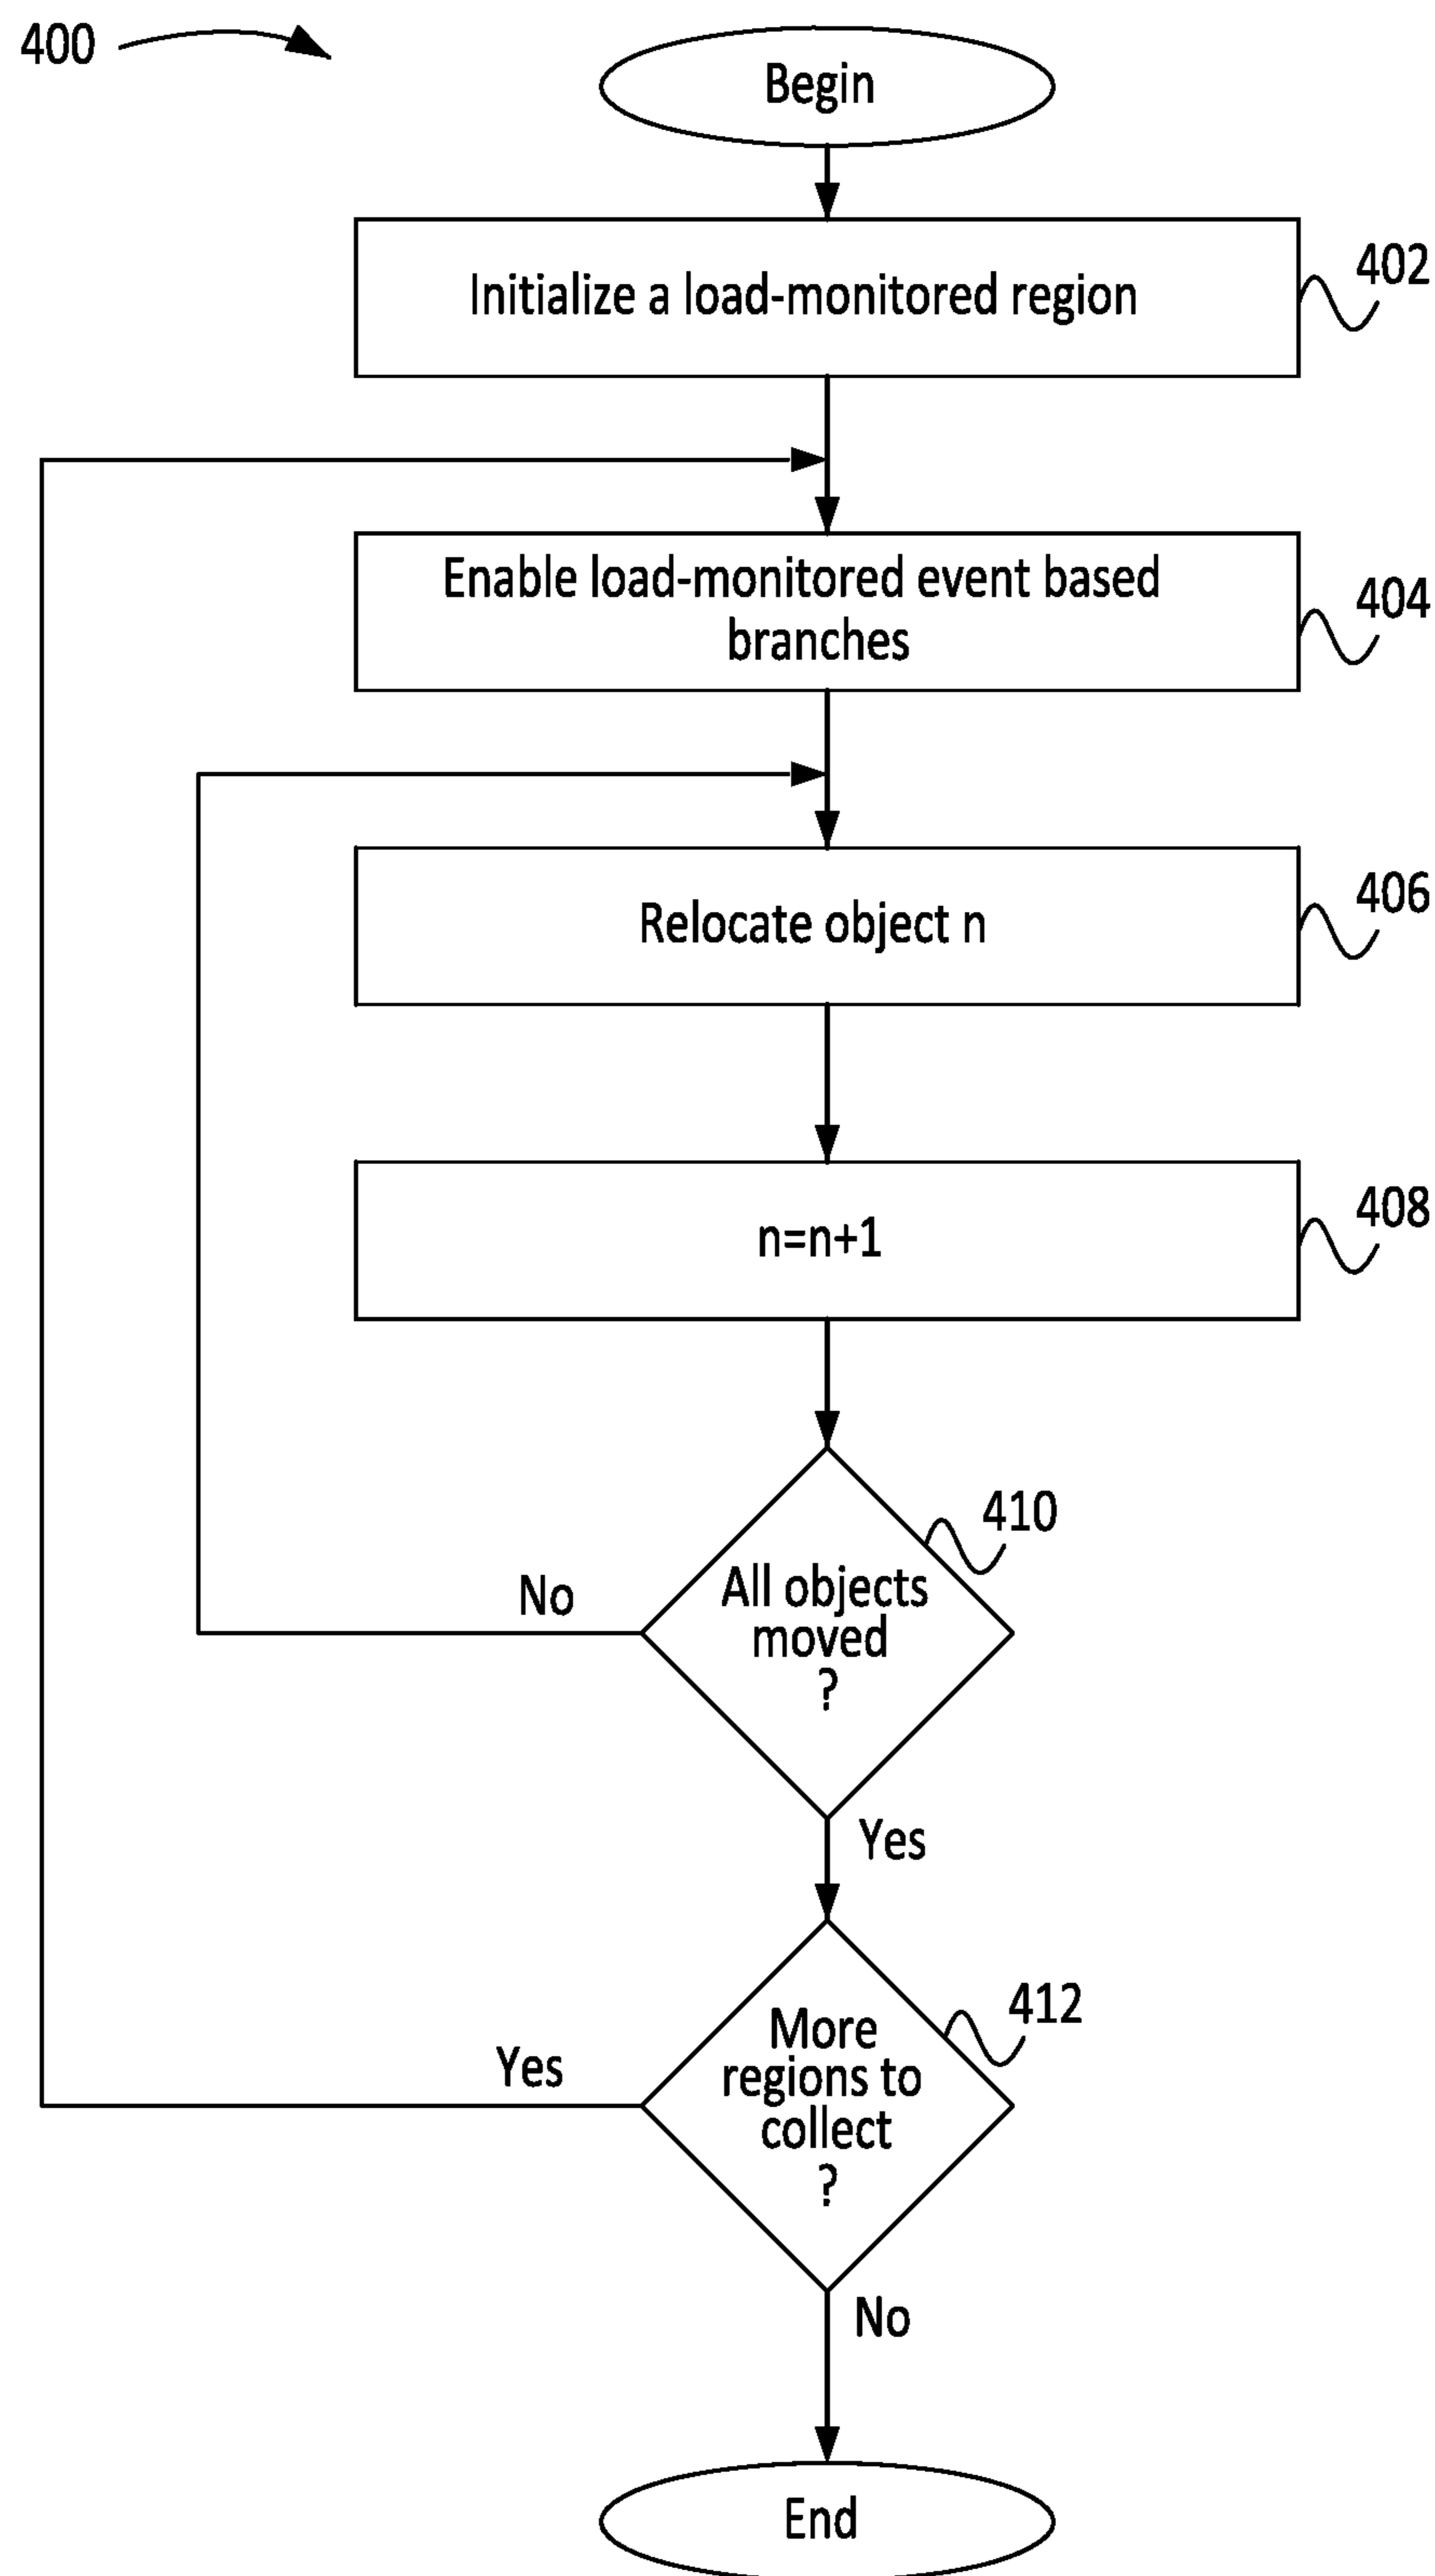 400
Begin
Initialize a load-monitored region
402
Enable load-monitored event based
branches
404
Relocate object n
406
n=n+1
408
410
All objects
moved
?
No
Yes
412
More
regions to
collect
?
Yes
No
End